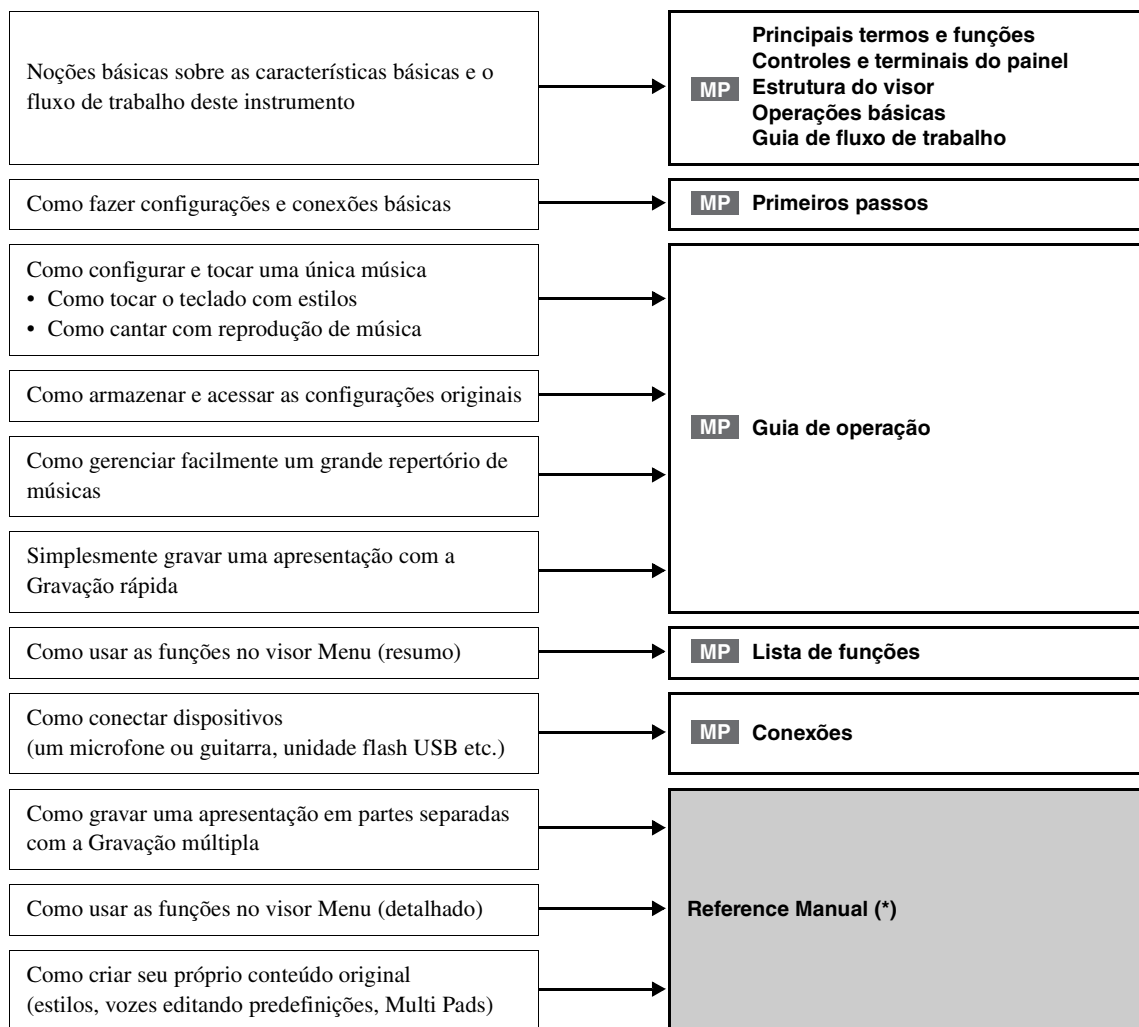 Noções básicas sobre as características básicas e o
fluxo de trabalho deste instrumento
MP
Principais termos e funções
Controles e terminais do painel
Estrutura do visor
Operações básicas
Guia de fluxo de trabalho
Como fazer configurações e conexões básicas
MP Primeiros passos
Como configurar e tocar uma única música
• Como tocar o teclado com estilos
• Como cantar com reprodução de música
Como armazenar e acessar as configurações originais
Como gerenciar facilmente um grande repertório de
músicas
Simplesmente gravar uma apresentação com a
Gravação rápida
MP Guia de operação
Como usar as funções no visor Menu (resumo)
MP Lista de funções
Como conectar dispositivos
(um microfone ou guitarra, unidade flash USB etc.)
MP Conexões
Como gravar uma apresentação em partes separadas
com a Gravação múltipla
Como usar as funções no visor Menu (detalhado)
Como criar seu próprio conteúdo original
(estilos, vozes editando predefinições, Multi Pads)
Reference Manual (*)